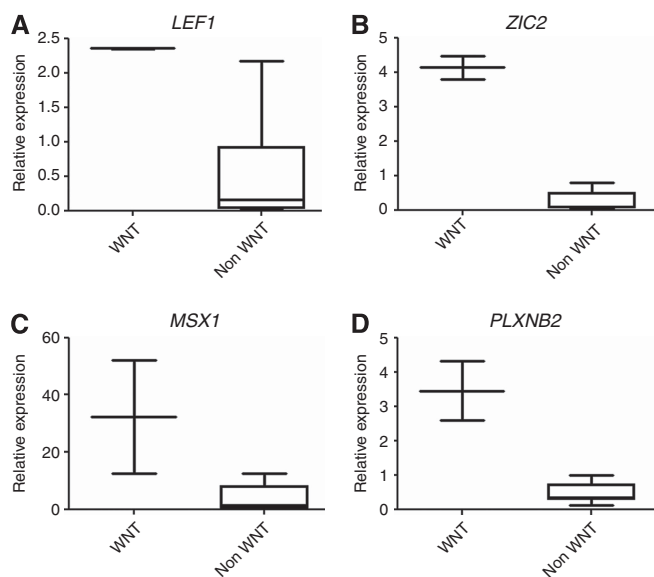 A
LEF1
Relative expression
2.5
2.0
1.5
1.0
0.5
0.0
WNT
Non WNT
B
ZIC2
Relative expression
5
4
3
2
1
0
WNT
Non WNT
C
MSX1
Relative expression
60
40
20
0
WNT
Non WNT
D
PLXNB2
Relative expression
5
4
3
2
1
0
WNT
Non WNT